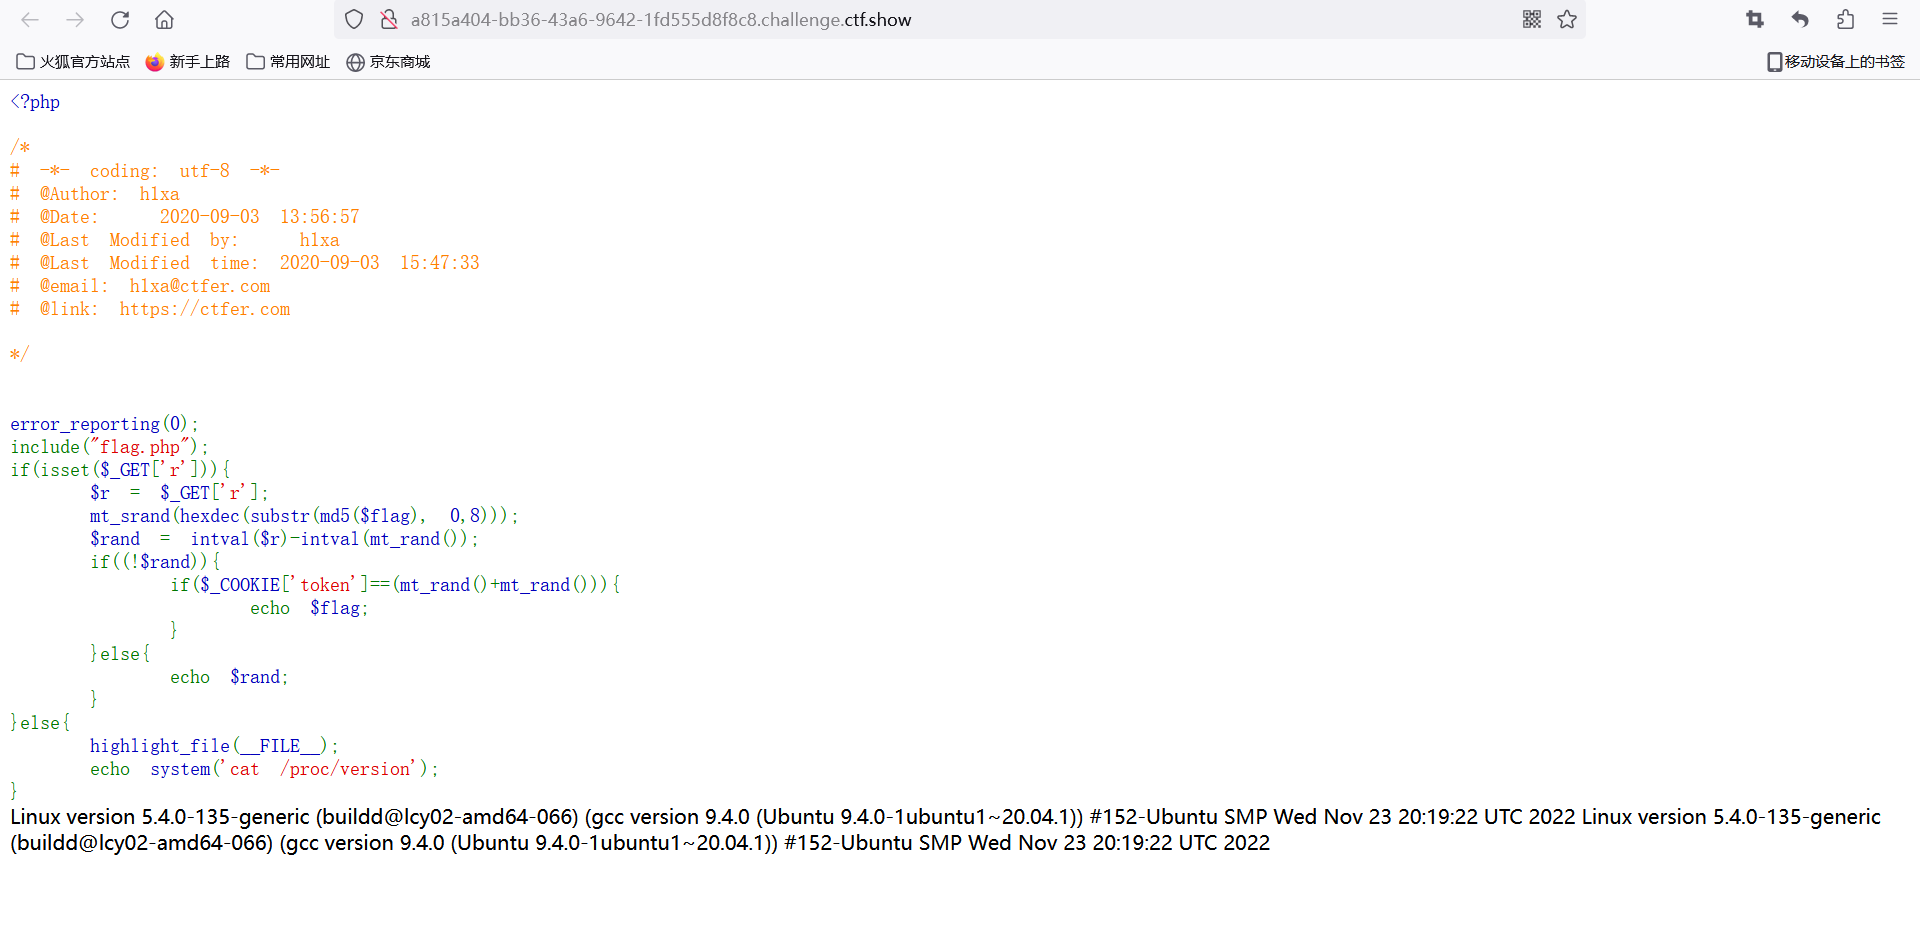 a815a404-bb36-43a6-9642-1fd555d8f8c8.challenge.ctf.show
火狐官方站点 新手上路 常用网址 京东商城 移动设备上的书签
<?php
/*
# -*- coding: utf-8 -*-
# @Author: h1xa
# @Date:   2020-09-03 13:56:57
# @Last Modified by:   h1xa
# @Last Modified time: 2020-09-03 15:47:33
# @email: h1xa@ctfer.com
# @link: https://ctfer.com
*/
error_reporting(0);
include("flag.php");
if(isset($_GET['r'])){
    $r = $_GET['r'];
    mt_srand(hexdec(substr(md5($flag), 0,8)));
    $rand = intval($r)-intval(mt_rand());
    if((!$rand)){
        if($_COOKIE['token']==(mt_rand()+mt_rand())){
            echo $flag;
        }
    }else{
        echo $rand;
    }
}else{
    highlight_file(__FILE__);
    echo system('cat /proc/version');
}
Linux version 5.4.0-135-generic (buildd@lcy02-amd64-066) (gcc version 9.4.0 (Ubuntu 9.4.0-1ubuntu1~20.04.1)) #152-Ubuntu SMP Wed Nov 23 20:19:22 UTC 2022 Linux version 5.4.0-135-generic
(buildd@lcy02-amd64-066) (gcc version 9.4.0 (Ubuntu 9.4.0-1ubuntu1~20.04.1)) #152-Ubuntu SMP Wed Nov 23 20:19:22 UTC 2022